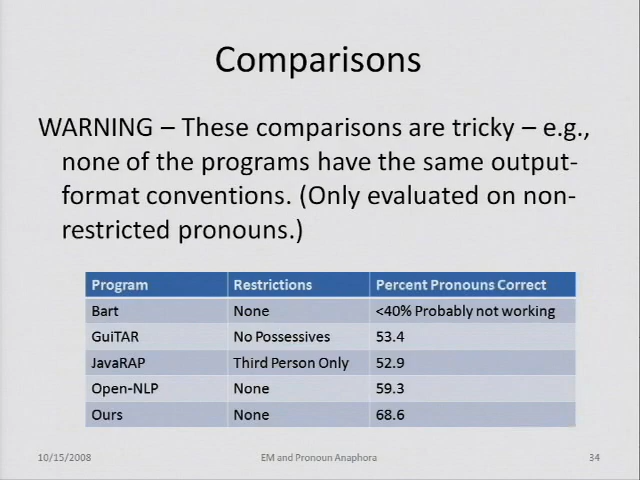 Comparisons
WARNING – These comparisons are tricky – e.g.,
none of the programs have the same output-
format conventions. (Only evaluated on non-
restricted pronouns.)
Program Restrictions Percent Pronouns Correct
Bart None <40% Probably not working
GuiTAR No Possessives 53.4
JavaRAP Third Person Only 52.9
Open-NLP None 59.3
Ours None 68.6
10/15/2008 EM and Pronoun Anaphora 34